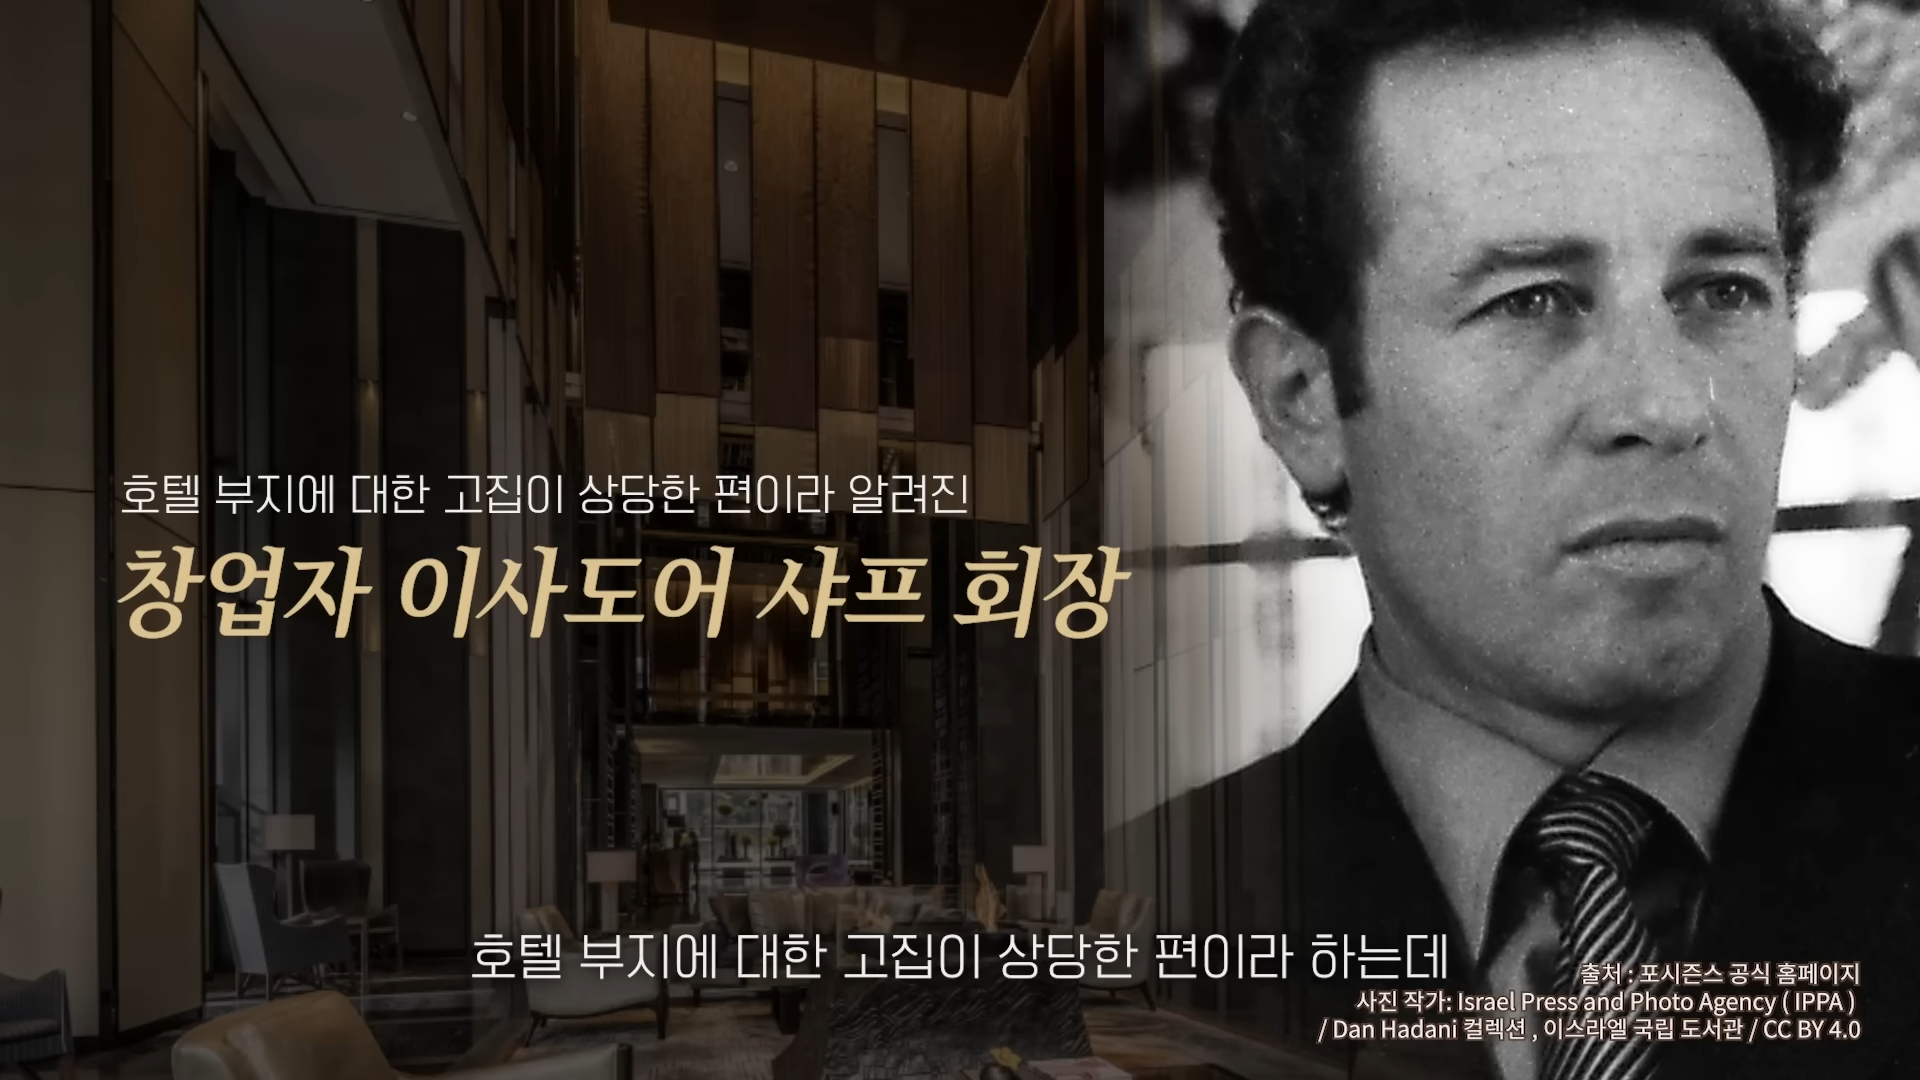 호텔 부지에 대한 고집이 상당한 편이라 알려진
창업자 이사도어 샤프 회장
호텔 부지에 대한 고집이 상당한 편이라 하는데
출처 : 포시즌스 공식 홈페이지
사진 작가: Israel Press and Photo Agency ( IPPA )
/ Dan Hadani 컬렉션 , 이스라엘 국립 도서관 / CC BY 4.0